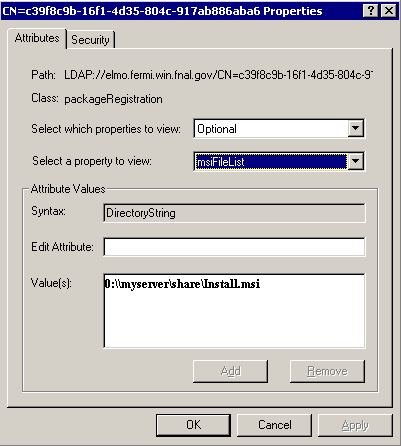 CN=c39f8c9b-16f1-4d35-804c-917ab886aba6 Properties
Attributes
Security
Path: LDAP://elmo.fermi.win.fnal.gov/CN=c39f8c9b-16f1-4d35-804c-9
Class: packageRegistration
Select which properties to view: Optional
Select a property to view: msiFileList
Attribute Values
Syntax: DirectoryString
Edit Attribute:
Value(s): 0:\\myserver\share\Install.msi
Add
Remove
OK
Cancel
Apply